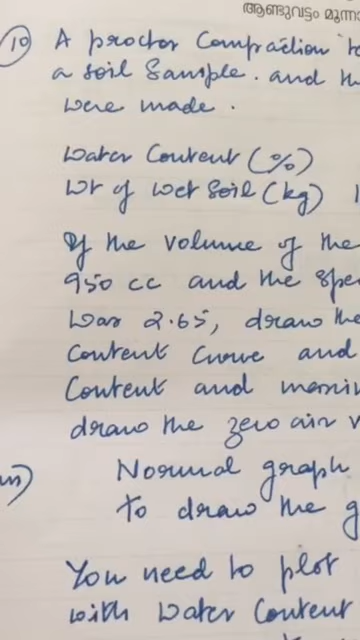 ആണ്ടുവട്ടം
10 A proctor Compaction
a soil Sample. and
were made.
Water Content (%)
Wt of Wet Soil (kg)
If the volume of the
950 cc and the
was 2.65, draw the
Content Curve and
Content and
draw the zero air
Normal graph
to draw the
You need to plot
with Water Content